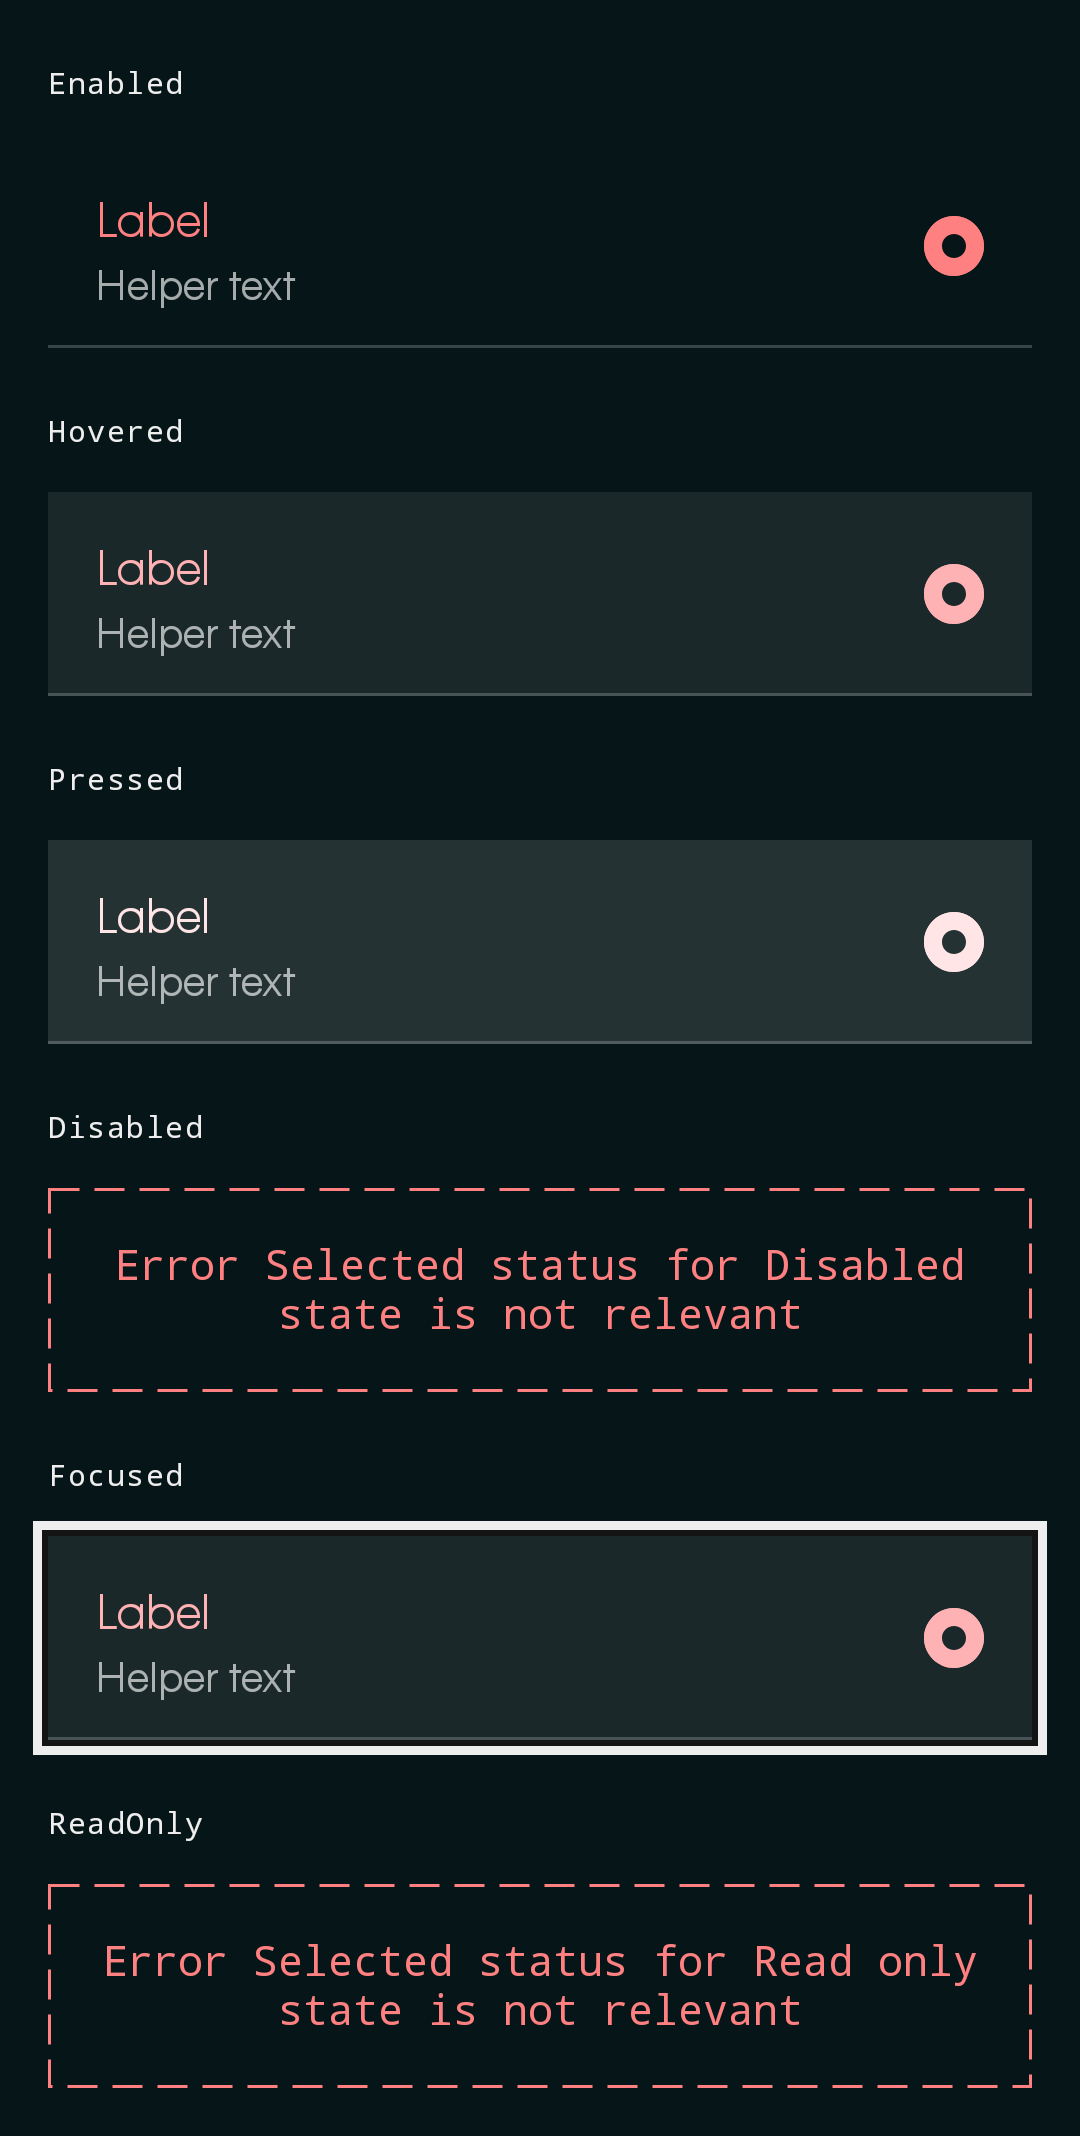 Enabled
Label
Helper text
Hovered
Label
Helper text
Pressed
Label
Helper text
Disabled
Error Selected status for Disabled
state is not relevant
Focused
Label
Helper text
ReadOnly
Error Selected status for Read only
state is not relevant